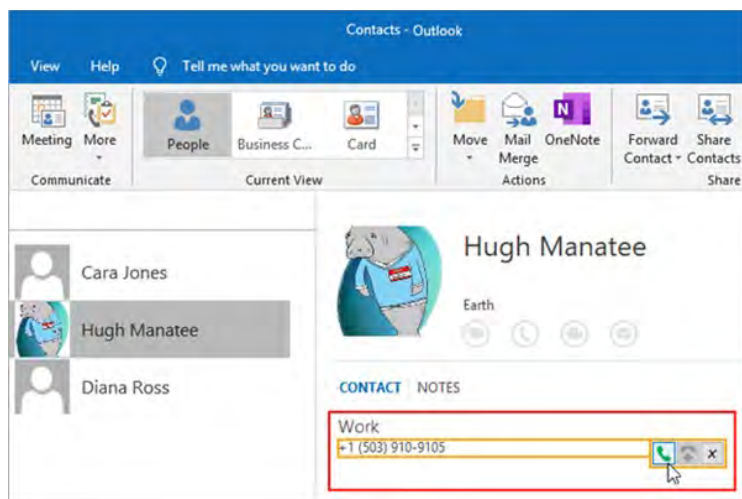 Contacts - Outlook
View Help Tell me what you want to do
Meeting More People Business C... Card Move Mail Merge OneNote Forward Contact Share Contacts
Communicate Current View Actions Share
Cara Jones
Hugh Manatee
Diana Ross
Hugh Manatee
Earth
CONTACT NOTES
Work
+1 (503) 910-9105